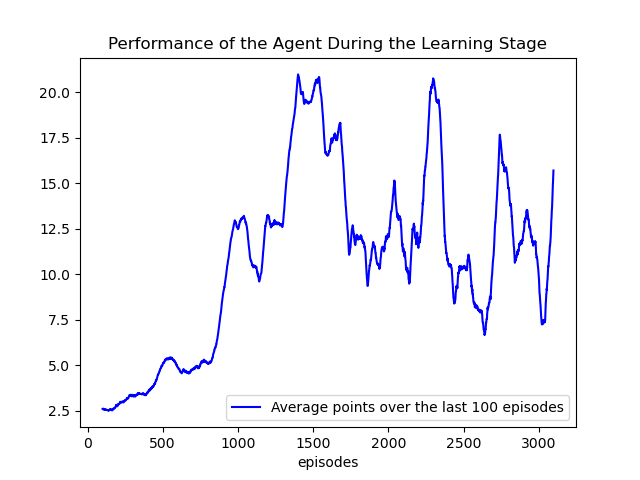 Performance of the Agent During the Learning Stage
20.0
17.5
15.0
12.5
10.0
7.5
5.0
2.5
Average points over the last 100 episodes
0 500 1000 1500 2000 2500 3000
episodes